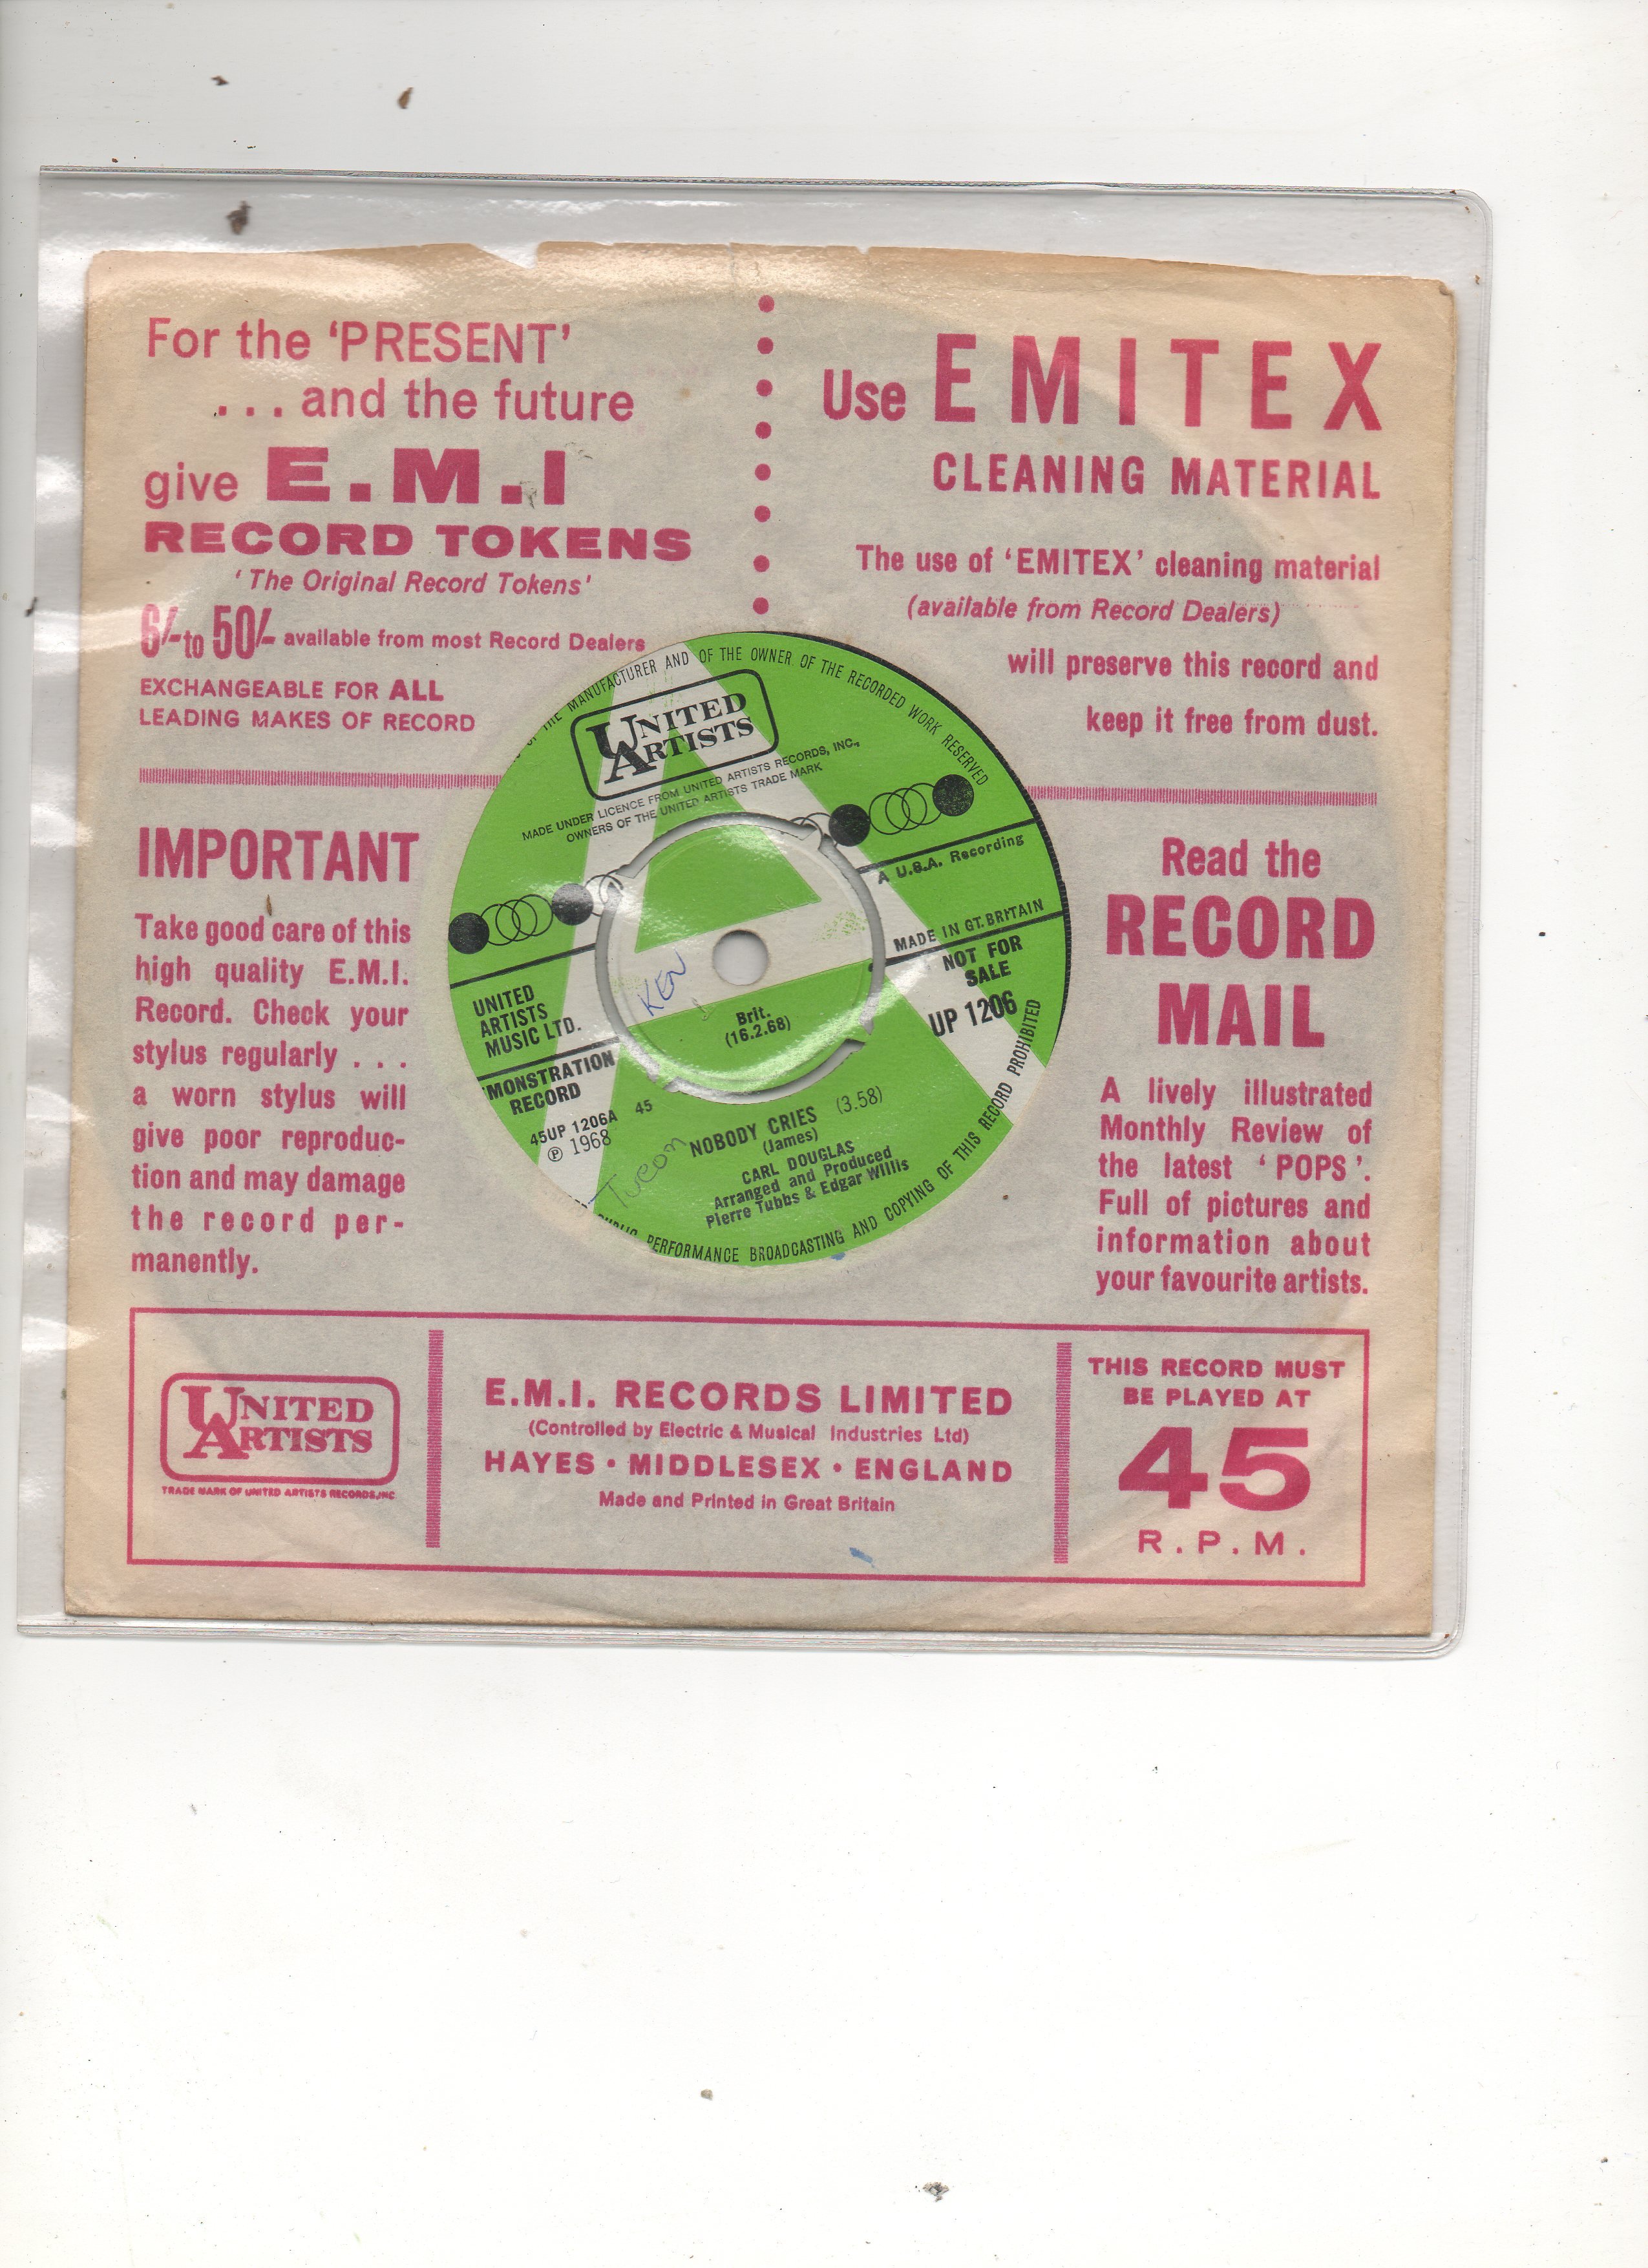 For the ‘PRESENT’
... and the future
give E.M.I
RECORD TOKENS
‘The Original Record Tokens’
6/- to 50/- available from most Record Dealers
EXCHANGEABLE FOR ALL
LEADING MAKES OF RECORD
Use EMITEX
CLEANING MATERIAL
The use of ‘EMITEX’ cleaning material
(available from Record Dealers)
will preserve this record and
keep it free from dust.
IMPORTANT
Take good care of this
high quality E.M.I.
Record. Check your
stylus regularly . . .
a worn stylus will
give poor reproduc-
tion and may damage
the record per-
manently.
THE MANUFACTURER AND OF THE OWNER OF THE RECORDED WORK RESERVED
UNITED
ARTISTS
MADE UNDER LICENCE FROM UNITED ARTISTS RECORDS, INC.,
OWNERS OF THE UNITED ARTISTS TRADE MARK
A U.S.A. Recording
MADE IN GT. BRITAIN
NOT FOR
SALE
UP 1206
UNITED
ARTISTS
MUSIC LTD.
MONSTRATION
RECORD
45UP 1206A 45
℗ 1968
KEN
Brit.
(16.2.68)
NOBODY CRIES (3.58)
(James)
CARL DOUGLAS
Arranged and Produced
Pierre Tubbs & Edgar Willis
PUBLIC PERFORMANCE BROADCASTING AND COPYING OF THIS RECORD PROHIBITED
Read the
RECORD
MAIL
A lively illustrated
Monthly Review of
the latest ‘POPS’.
Full of pictures and
information about
your favourite artists.
UNITED
ARTISTS
TRADE MARK OF UNITED ARTISTS RECORDS, INC
E.M.I. RECORDS LIMITED
(Controlled by Electric & Musical Industries Ltd)
HAYES • MIDDLESEX • ENGLAND
Made and Printed in Great Britain
THIS RECORD MUST
BE PLAYED AT
45
R.P.M.